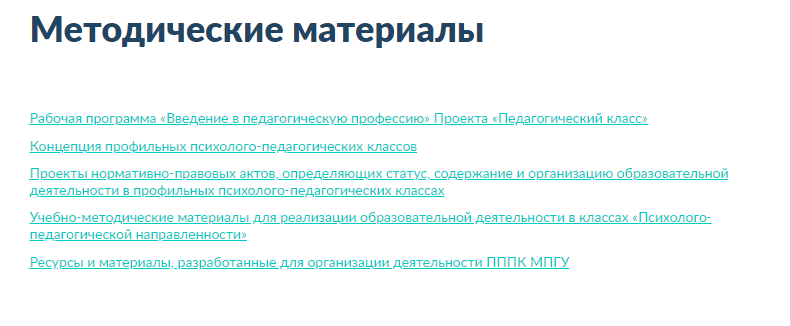 Методические материалы
Рабочая программа «Введение в педагогическую профессию» Проекта «Педагогический класс»
Концепция профильных психолого-педагогических классов
Проекты нормативно-правовых актов, определяющих статус, содержание и организацию образовательной
деятельности в профильных психолого-педагогических классах
Учебно-методические материалы для реализации образовательной деятельности в классах «Психолого-
педагогической направленности»
Ресурсы и материалы, разработанные для организации деятельности ПППК МПГУ